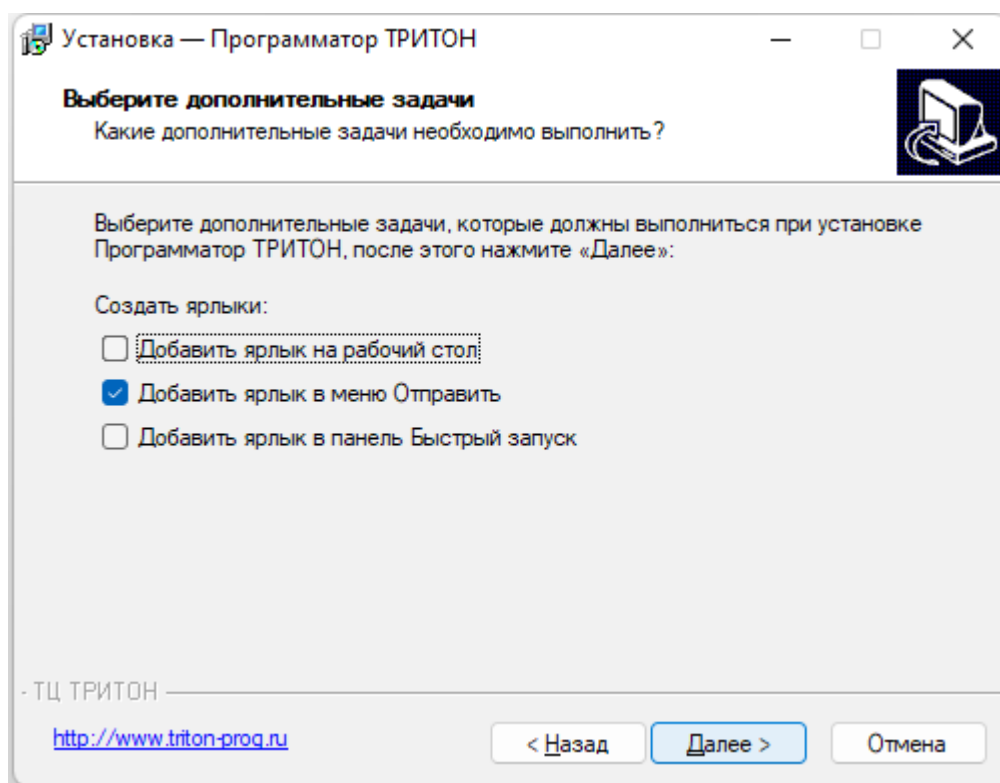 Установка — Программатор ТРИТОН
Выберите дополнительные задачи
Какие дополнительные задачи необходимо выполнить?
Выберите дополнительные задачи, которые должны выполниться при установке
Программатор ТРИТОН, после этого нажмите «Далее»:
Создать ярлыки:
Добавить ярлык на рабочий стол
Добавить ярлык в меню Отправить
Добавить ярлык в панель Быстрый запуск
ТЦ ТРИТОН
http://www.triton-prog.ru
< Назад
Далее >
Отмена